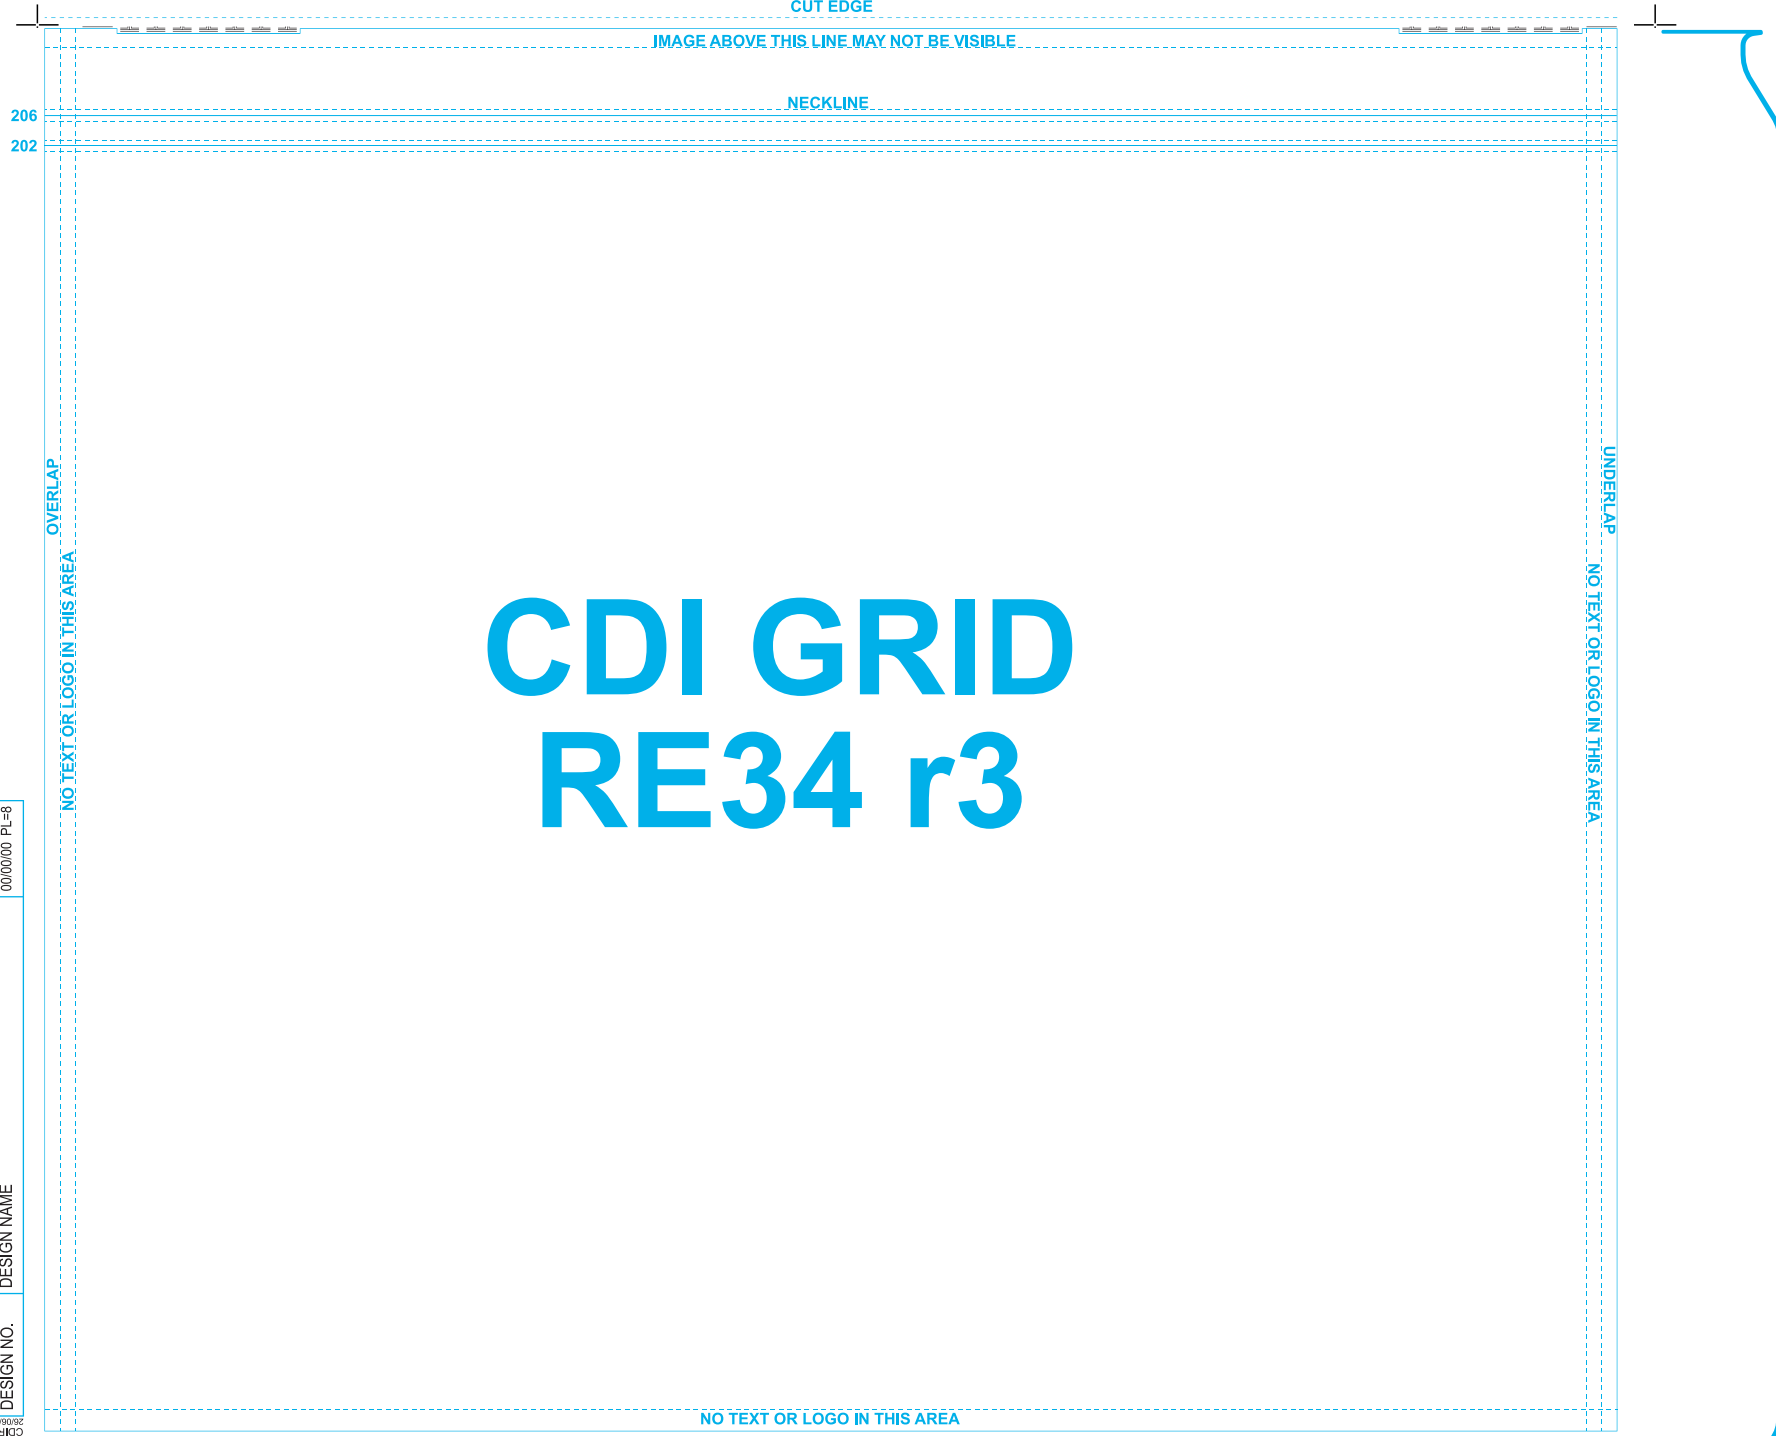 CUT EDGE
IMAGE ABOVE THIS LINE MAY NOT BE VISIBLE
NECKLINE
206
202
OVERLAP
NO TEXT OR LOGO IN THIS AREA
UNDERLAP
NO TEXT OR LOGO IN THIS AREA
CDI GRID
RE34 r3
00/00/00 PL=8
DESIGN NAME
DESIGN NO.
NO TEXT OR LOGO IN THIS AREA